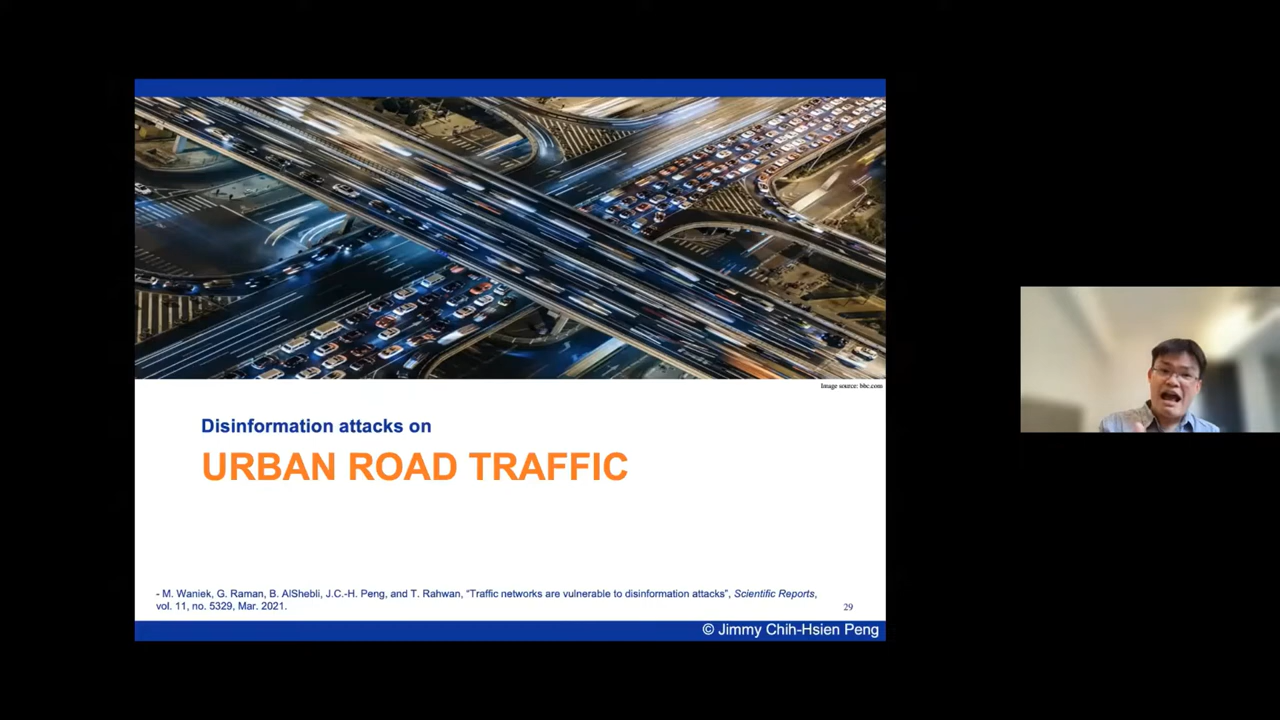 Image source: bbc.com
Disinformation attacks on
URBAN ROAD TRAFFIC
- M. Waniek, G. Raman, B. AlShebli, J.C.-H. Peng, and T. Rahwan, “Traffic networks are vulnerable to disinformation attacks”, Scientific Reports,
vol. 11, no. 5329, Mar. 2021.
29
© Jimmy Chih-Hsien Peng